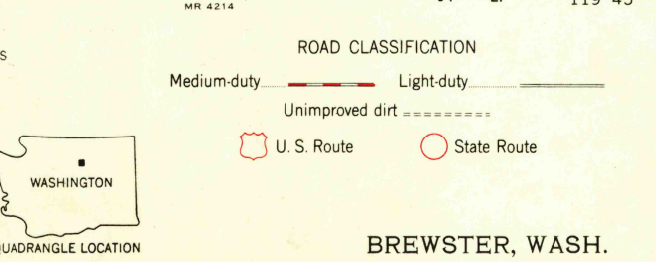 MR 4214
ROAD CLASSIFICATION
Medium-duty Light-duty
Unimproved dirt
U. S. Route State Route
WASHINGTON
QUADRANGLE LOCATION
BREWSTER, WASH.